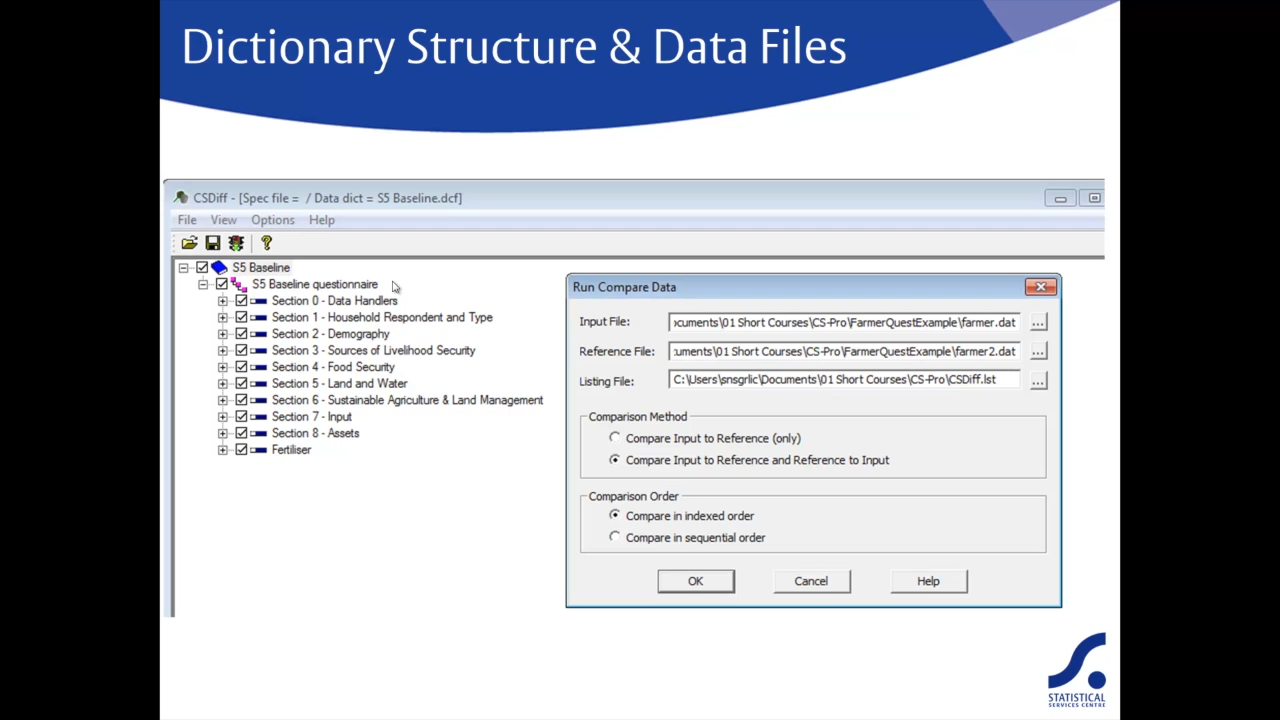 Dictionary Structure & Data Files
CSDiff - [Spec file = / Data dict = S5 Baseline.dcf]
File View Options Help
S5 Baseline
S5 Baseline questionnaire
Section 0 - Data Handlers
Section 1 - Household Respondent and Type
Section 2 - Demography
Section 3 - Sources of Livelihood Security
Section 4 - Food Security
Section 5 - Land and Water
Section 6 - Sustainable Agriculture & Land Management
Section 7 - Input
Section 8 - Assets
Fertiliser
Run Compare Data
Input File: ocuments\01 Short Courses\CS-Pro\FarmerQuestExample\farmer.dat ...
Reference File: uments\01 Short Courses\CS-Pro\FarmerQuestExample\farmer2.dat ...
Listing File: C:\Users\snsgrlic\Documents\01 Short Courses\CS-Pro\CSDiff.lst ...
Comparison Method
Compare Input to Reference (only)
Compare Input to Reference and Reference to Input
Comparison Order
Compare in indexed order
Compare in sequential order
OK Cancel Help
STATISTICAL
SERVICES CENTRE